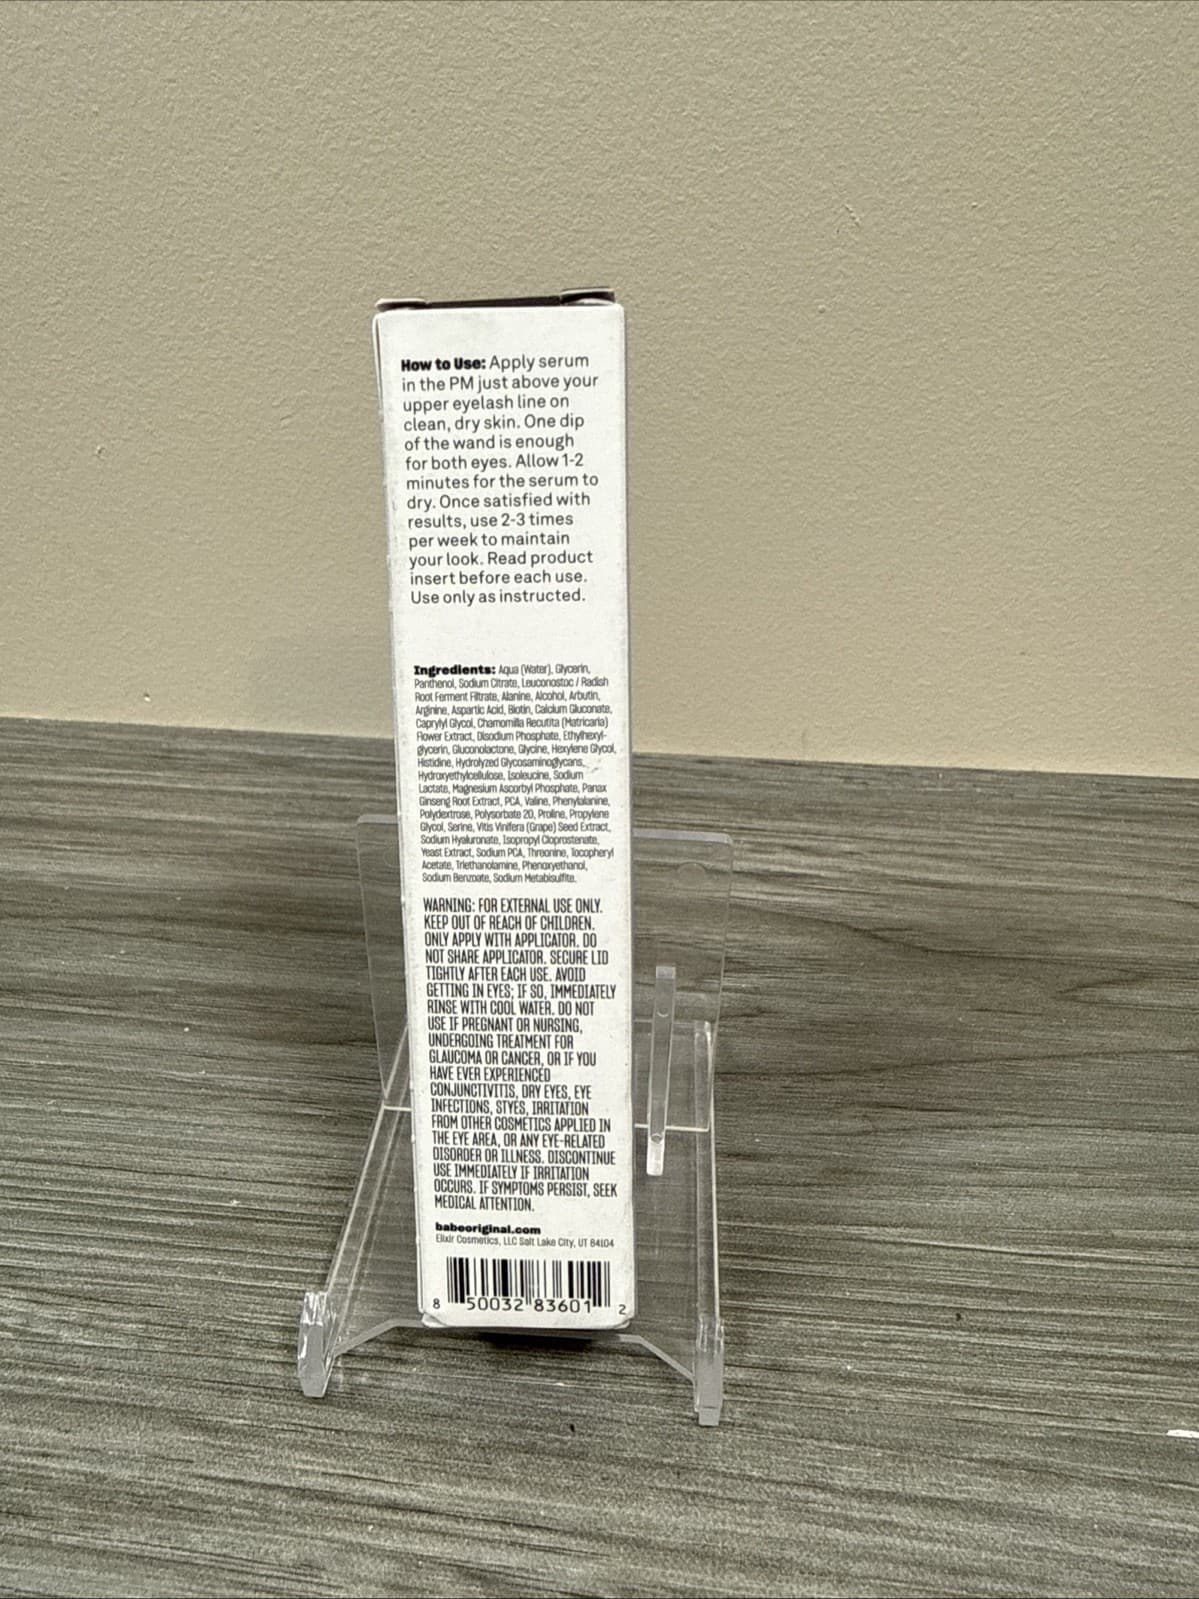 How to Use: Apply serum
in the PM just above your
upper eyelash line on
clean, dry skin. One dip
of the wand is enough
for both eyes. Allow 1-2
minutes for the serum to
dry. Once satisfied with
results, use 2-3 times
per week to maintain
your look. Read product
insert before each use.
Use only as instructed.
Ingredients: Aqua (Water), Glycerin,
Panthenol, Sodium Citrate, Leuconostoc / Radish
Root Ferment Filtrate, Alanine, Alcohol, Arbutin,
Arginine, Aspartic Acid, Biotin, Calcium Gluconate,
Caprylyl Glycol, Chamomilla Recutita (Matricaria)
Flower Extract, Disodium Phosphate, Ethylhexyl-
glycerin, Gluconolactone, Glycine, Hexylene Glycol,
Histidine, Hydrolyzed Glycosaminoglycans,
Hydroxyethylcellulose, Isoleucine, Sodium
Lactate, Magnesium Ascorbyl Phosphate, Panax
Ginseng Root Extract, PCA, Valine, Phenylalanine,
Polydextrose, Polysorbate 20, Proline, Propylene
Glycol, Serine, Vitis Vinifera (Grape) Seed Extract,
Sodium Hyaluronate, Isopropyl Cloprostenate,
Yeast Extract, Sodium PCA, Threonine, Tocopheryl
Acetate, Triethanolamine, Phenoxyethanol,
Sodium Benzoate, Sodium Metabisulfite.
WARNING: FOR EXTERNAL USE ONLY.
KEEP OUT OF REACH OF CHILDREN.
ONLY APPLY WITH APPLICATOR. DO
NOT SHARE APPLICATOR. SECURE LID
TIGHTLY AFTER EACH USE. AVOID
GETTING IN EYES; IF SO, IMMEDIATELY
RINSE WITH COOL WATER. DO NOT
USE IF PREGNANT OR NURSING,
UNDERGOING TREATMENT FOR
GLAUCOMA OR CANCER, OR IF YOU
HAVE EVER EXPERIENCED
CONJUNCTIVITIS, DRY EYES, EYE
INFECTIONS, STYES, IRRITATION
FROM OTHER COSMETICS APPLIED IN
THE EYE AREA, OR ANY EYE-RELATED
DISORDER OR ILLNESS. DISCONTINUE
USE IMMEDIATELY IF IRRITATION
OCCURS. IF SYMPTOMS PERSIST, SEEK
MEDICAL ATTENTION.
babeoriginal.com
Elixir Cosmetics, LLC Salt Lake City, UT 84104
8 50032 83601 2